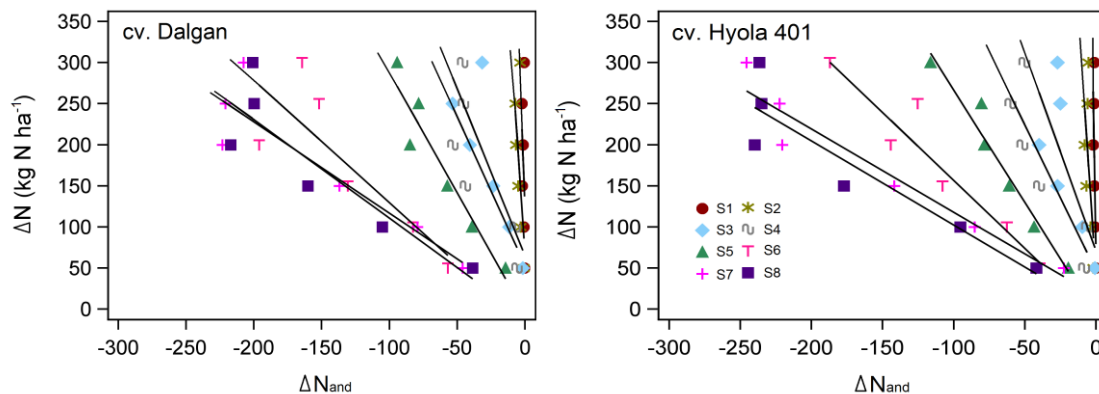 cv. Dalgan
350
300
250
200
150
100
50
0
ΔN (kg N ha⁻¹)
-300 -250 -200 -150 -100 -50 0
ΔNand
cv. Hyola 401
350
300
250
200
150
100
50
0
ΔN (kg N ha⁻¹)
S1 S2
S3 S4
S5 S6
S7 S8
-300 -250 -200 -150 -100 -50 0
ΔNand